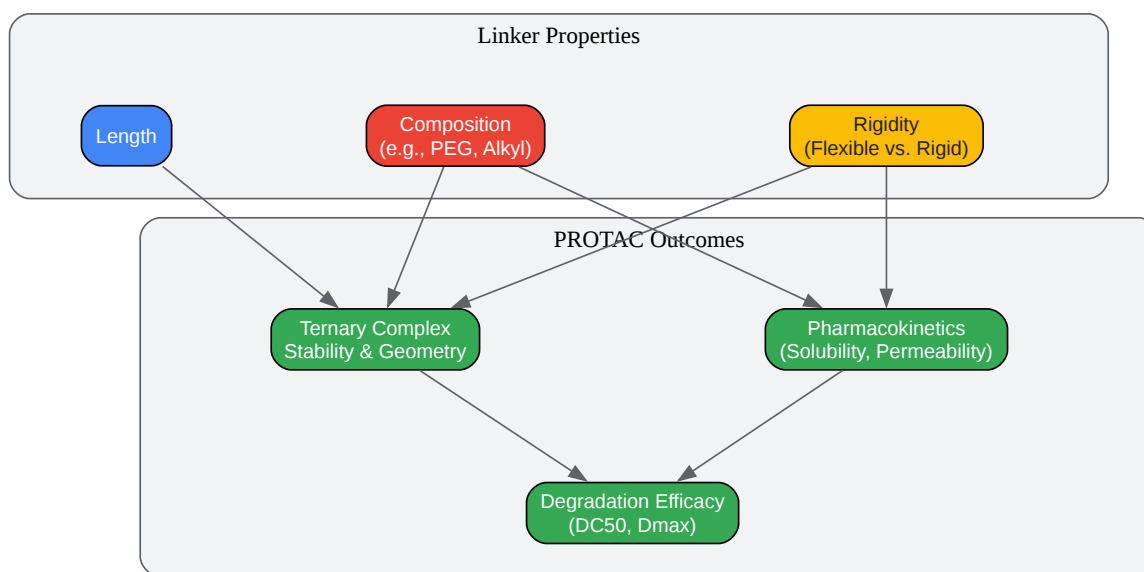 Linker Properties
Length
Composition
(e.g., PEG, Alkyl)
Rigidity
(Flexible vs. Rigid)
PROTAC Outcomes
Ternary Complex
Stability & Geometry
Pharmacokinetics
(Solubility, Permeability)
Degradation Efficacy
(DC50, Dmax)